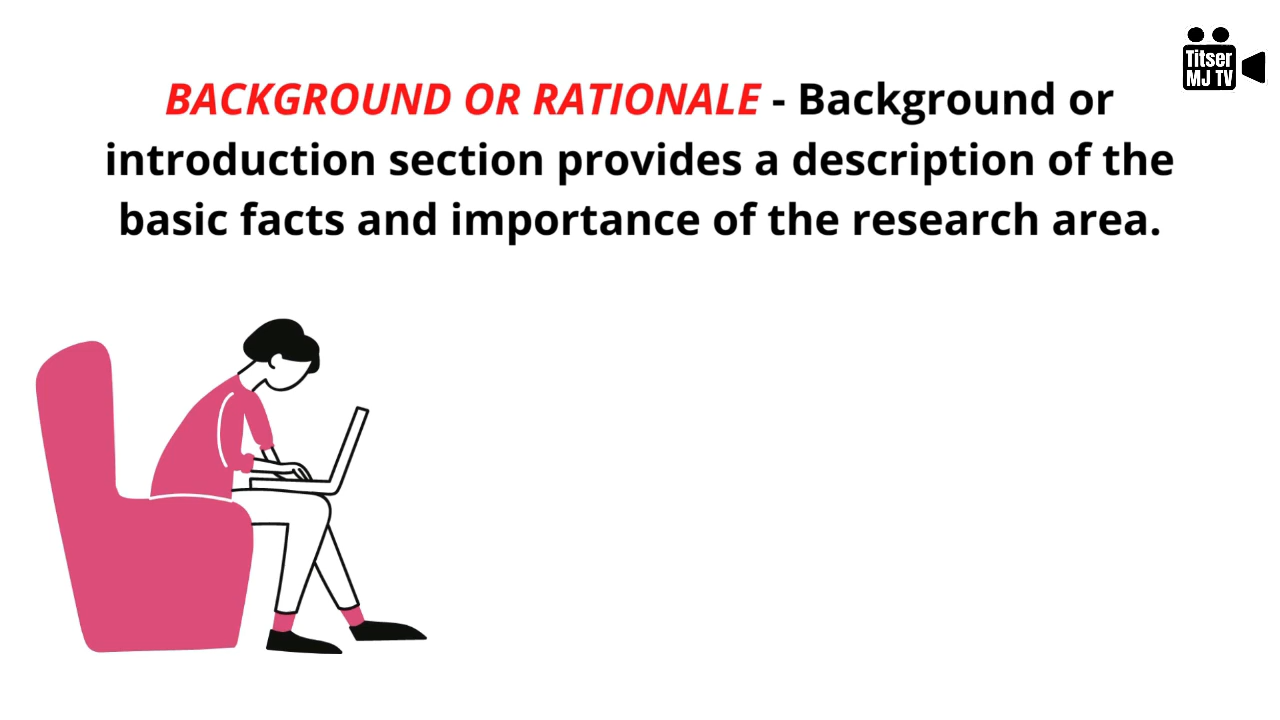 Titser
MJ TV
BACKGROUND OR RATIONALE - Background or
introduction section provides a description of the
basic facts and importance of the research area.